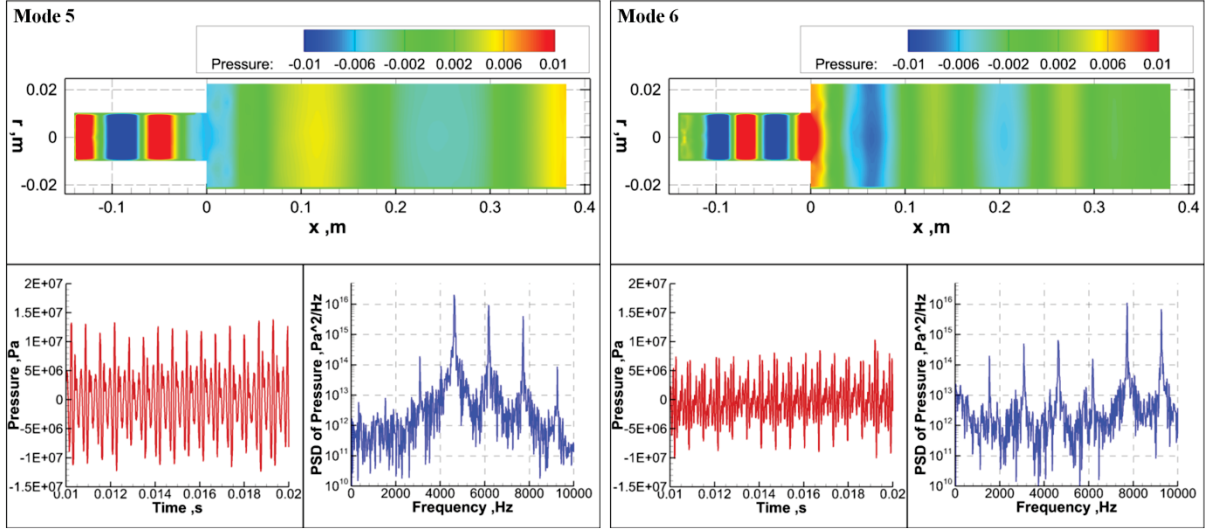 Mode 5
Pressure: -0.01 -0.006 -0.002 0.002 0.006 0.01
0.02
0
-0.02
r ,m
-0.1 0 0.1 0.2 0.3 0.4
x ,m
2E+07
1.5E+07
1E+07
5E+06
0
-5E+06
-1E+07
-1.5E+07
Pressure ,Pa
0.01 0.012 0.014 0.016 0.018 0.02
Time ,s
10^16
10^15
10^14
10^13
10^12
10^11
10^10
PSD of Pressure ,Pa^2/Hz
0 2000 4000 6000 8000 10000
Frequency ,Hz
Mode 6
Pressure: -0.01 -0.006 -0.002 0.002 0.006 0.01
0.02
0
-0.02
r ,m
-0.1 0 0.1 0.2 0.3 0.4
x ,m
2E+07
1.5E+07
1E+07
5E+06
0
-5E+06
-1E+07
-1.5E+07
Pressure ,Pa
0.01 0.012 0.014 0.016 0.018 0.02
Time ,s
10^16
10^15
10^14
10^13
10^12
10^11
10^10
PSD of Pressure ,Pa^2/Hz
0 2000 4000 6000 8000 10000
Frequency ,Hz